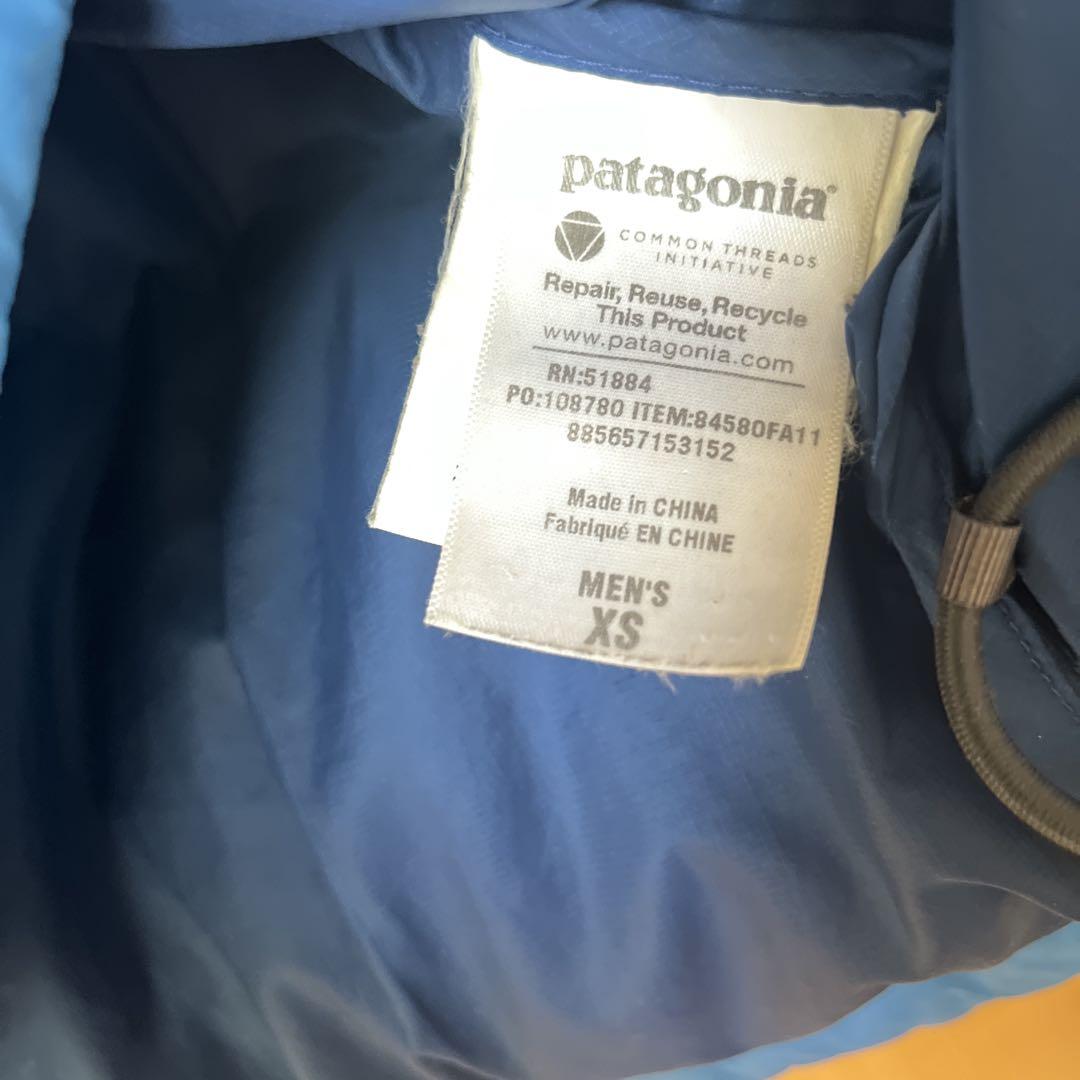 patagonia®
COMMON THREADS
INITIATIVE
Repair, Reuse, Recycle
This Product
www.patagonia.com
RN:51884
PO:108780 ITEM:84580FA11
885657153152
Made in CHINA
Fabriqué EN CHINE
MEN'S
XS